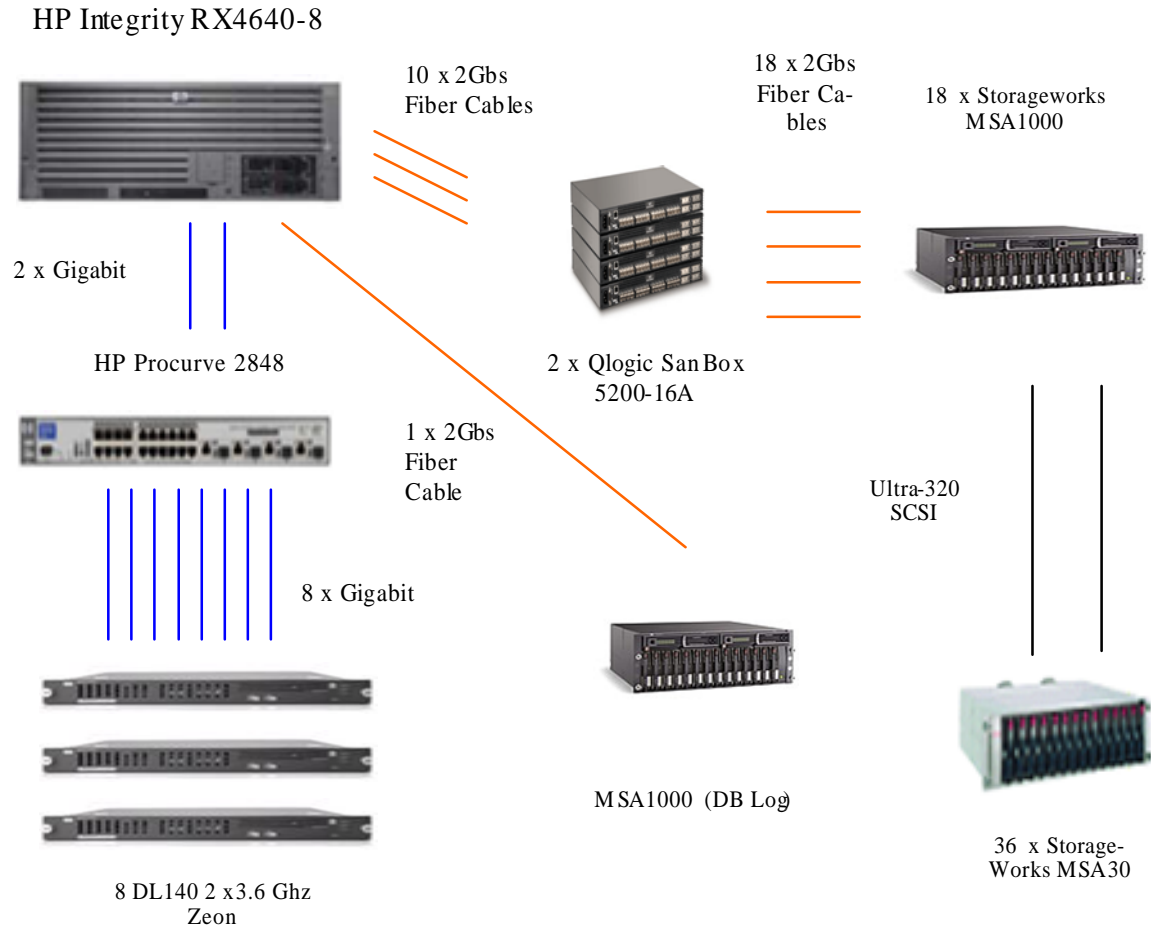 HP Integrity RX4640-8
10 x 2Gbs
Fiber Cables
18 x 2Gbs
Fiber Ca-
bles
18 x Storageworks
MSA1000
2 x Gigabit
HP Procurve 2848
2 x Qlogic SanBox
5200-16A
1 x 2Gbs
Fiber
Cable
Ultra-320
SCSI
8 x Gigabit
MSA1000 (DB Log)
36 x Storage-
Works MSA30
8 DL140 2 x3.6 Ghz
Zeon